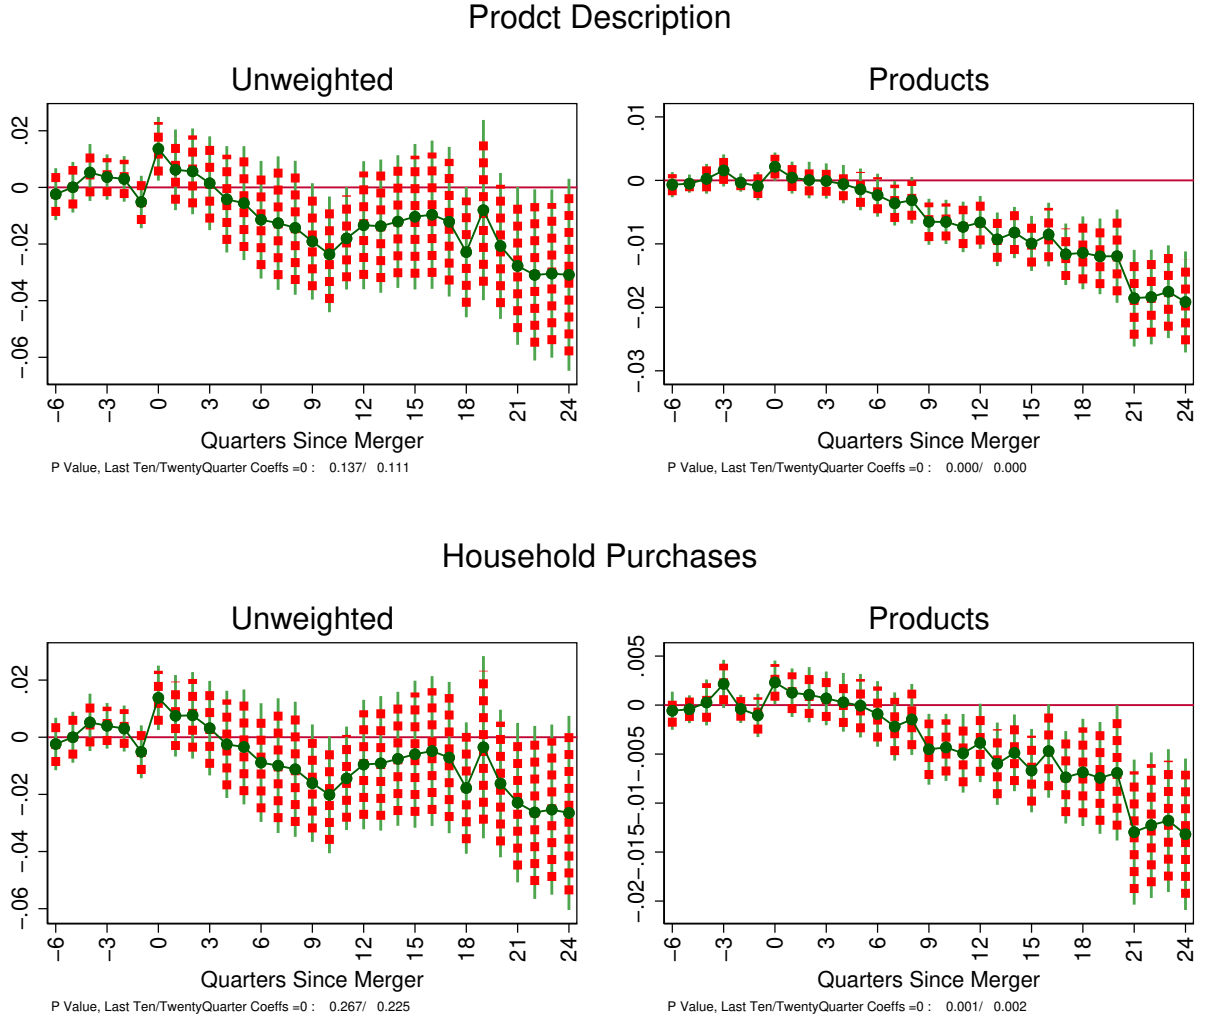 Prodct Description
Unweighted
Products
.02
0
−.02
−.04
−.06
−6 −3 0 3 6 9 12 15 18 21 24
Quarters Since Merger
P Value, Last Ten/TwentyQuarter Coeffs =0 : 0.137/ 0.111
.01
0
−.01
−.02
−.03
−6 −3 0 3 6 9 12 15 18 21 24
Quarters Since Merger
P Value, Last Ten/TwentyQuarter Coeffs =0 : 0.000/ 0.000
Household Purchases
Unweighted
Products
.02
0
−.02
−.04
−.06
−6 −3 0 3 6 9 12 15 18 21 24
Quarters Since Merger
P Value, Last Ten/TwentyQuarter Coeffs =0 : 0.267/ 0.225
.005
0
−.005
−.01
−.015
−.02
−6 −3 0 3 6 9 12 15 18 21 24
Quarters Since Merger
P Value, Last Ten/TwentyQuarter Coeffs =0 : 0.001/ 0.002